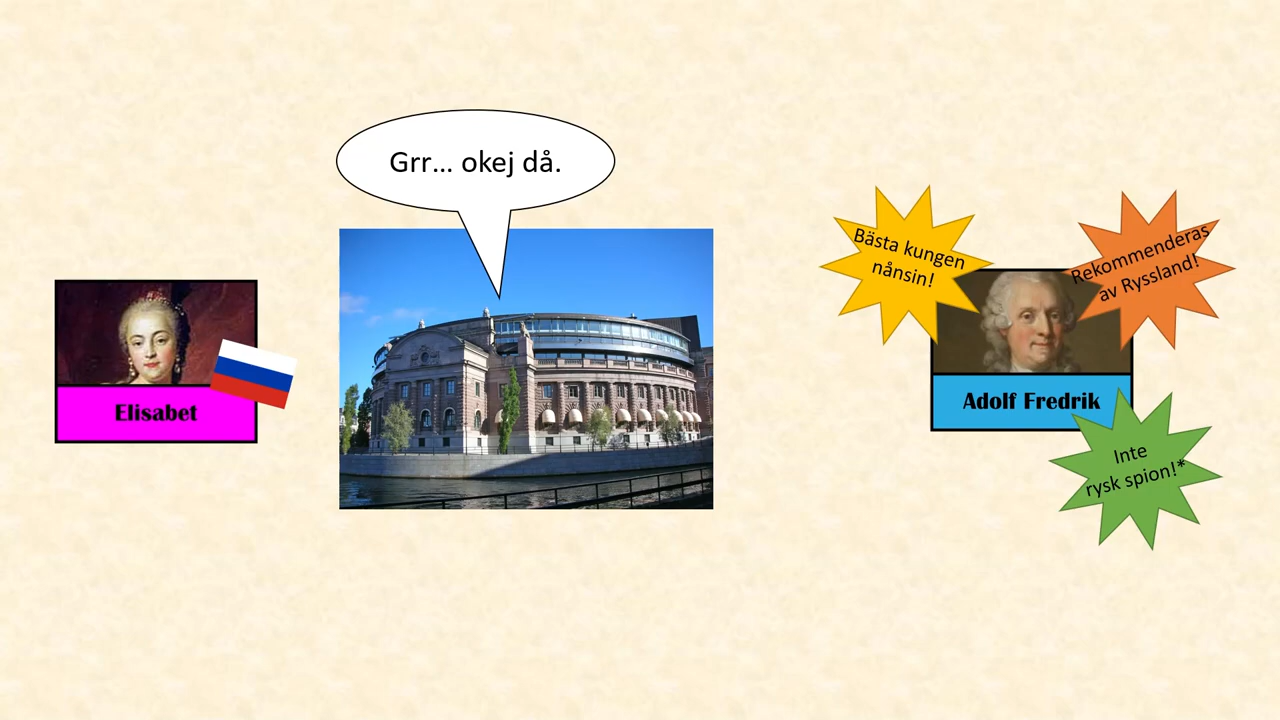 Grr... okej då.
Bästa kungen
nånsin!
Rekommenderas
av Ryssland!
Elisabet
Adolf Fredrik
Inte
rysk spion!*